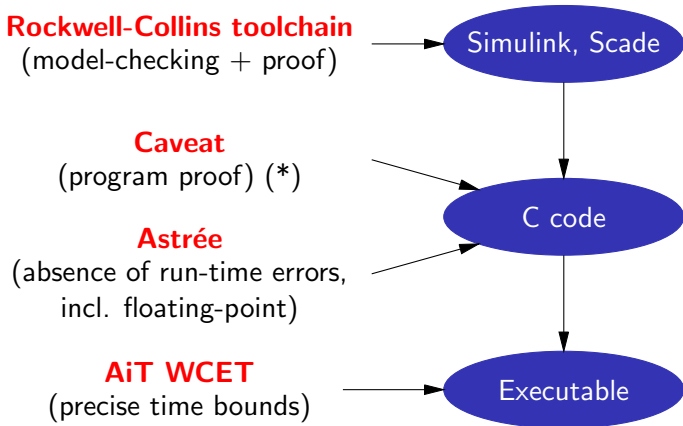 Rockwell-Collins toolchain
(model-checking + proof)
Simulink, Scade
Caveat
(program proof) (*)
C code
Astrée
(absence of run-time errors,
incl. floating-point)
AiT WCET
(precise time bounds)
Executable